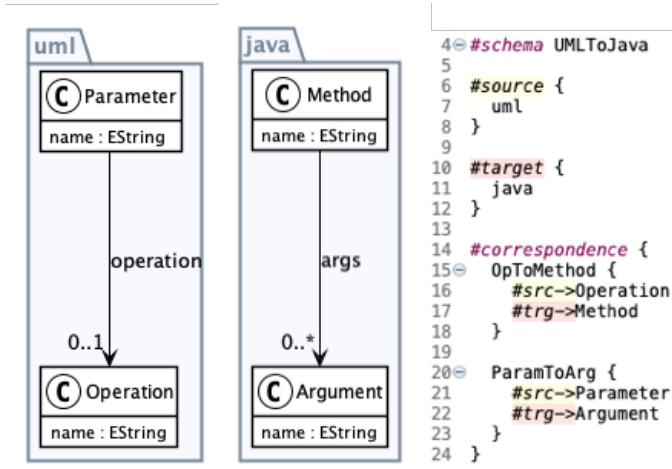 uml
C Parameter
name : EString
operation
0..1
C Operation
name : EString
java
C Method
name : EString
args
0..*
C Argument
name : EString
4 #schema UMLToJava
5
6 #source {
7 uml
8 }
9
10 #target {
11 java
12 }
13
14 #correspondence {
15 OpToMethod {
16 #src->Operation
17 #trg->Method
18 }
19
20 ParamToArg {
21 #src->Parameter
22 #trg->Argument
23 }
24 }